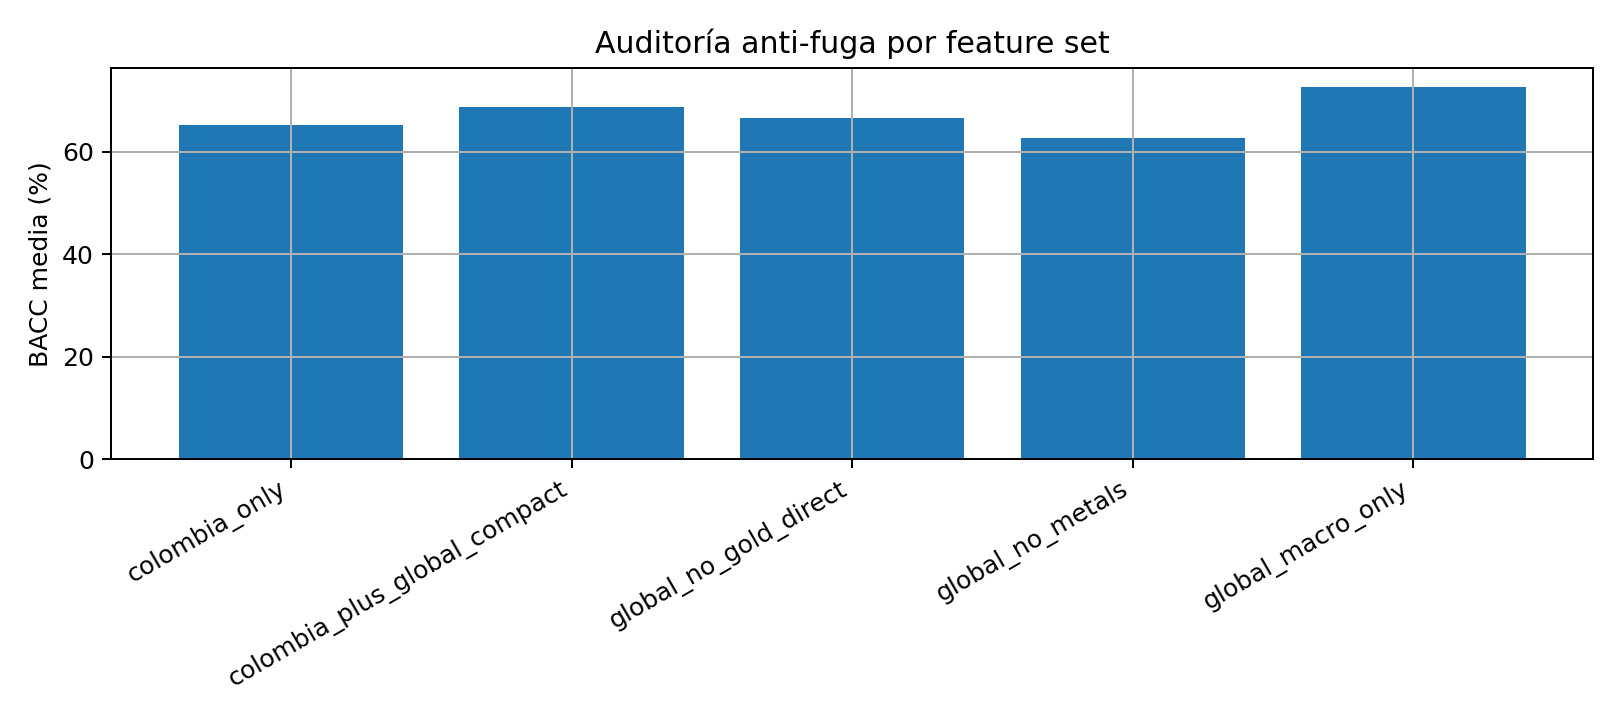 Auditoría anti-fuga por feature set
BACC media (%)
60
40
20
0
colombia_only
colombia_plus_global_compact
global_no_gold_direct
global_no_metals
global_macro_only